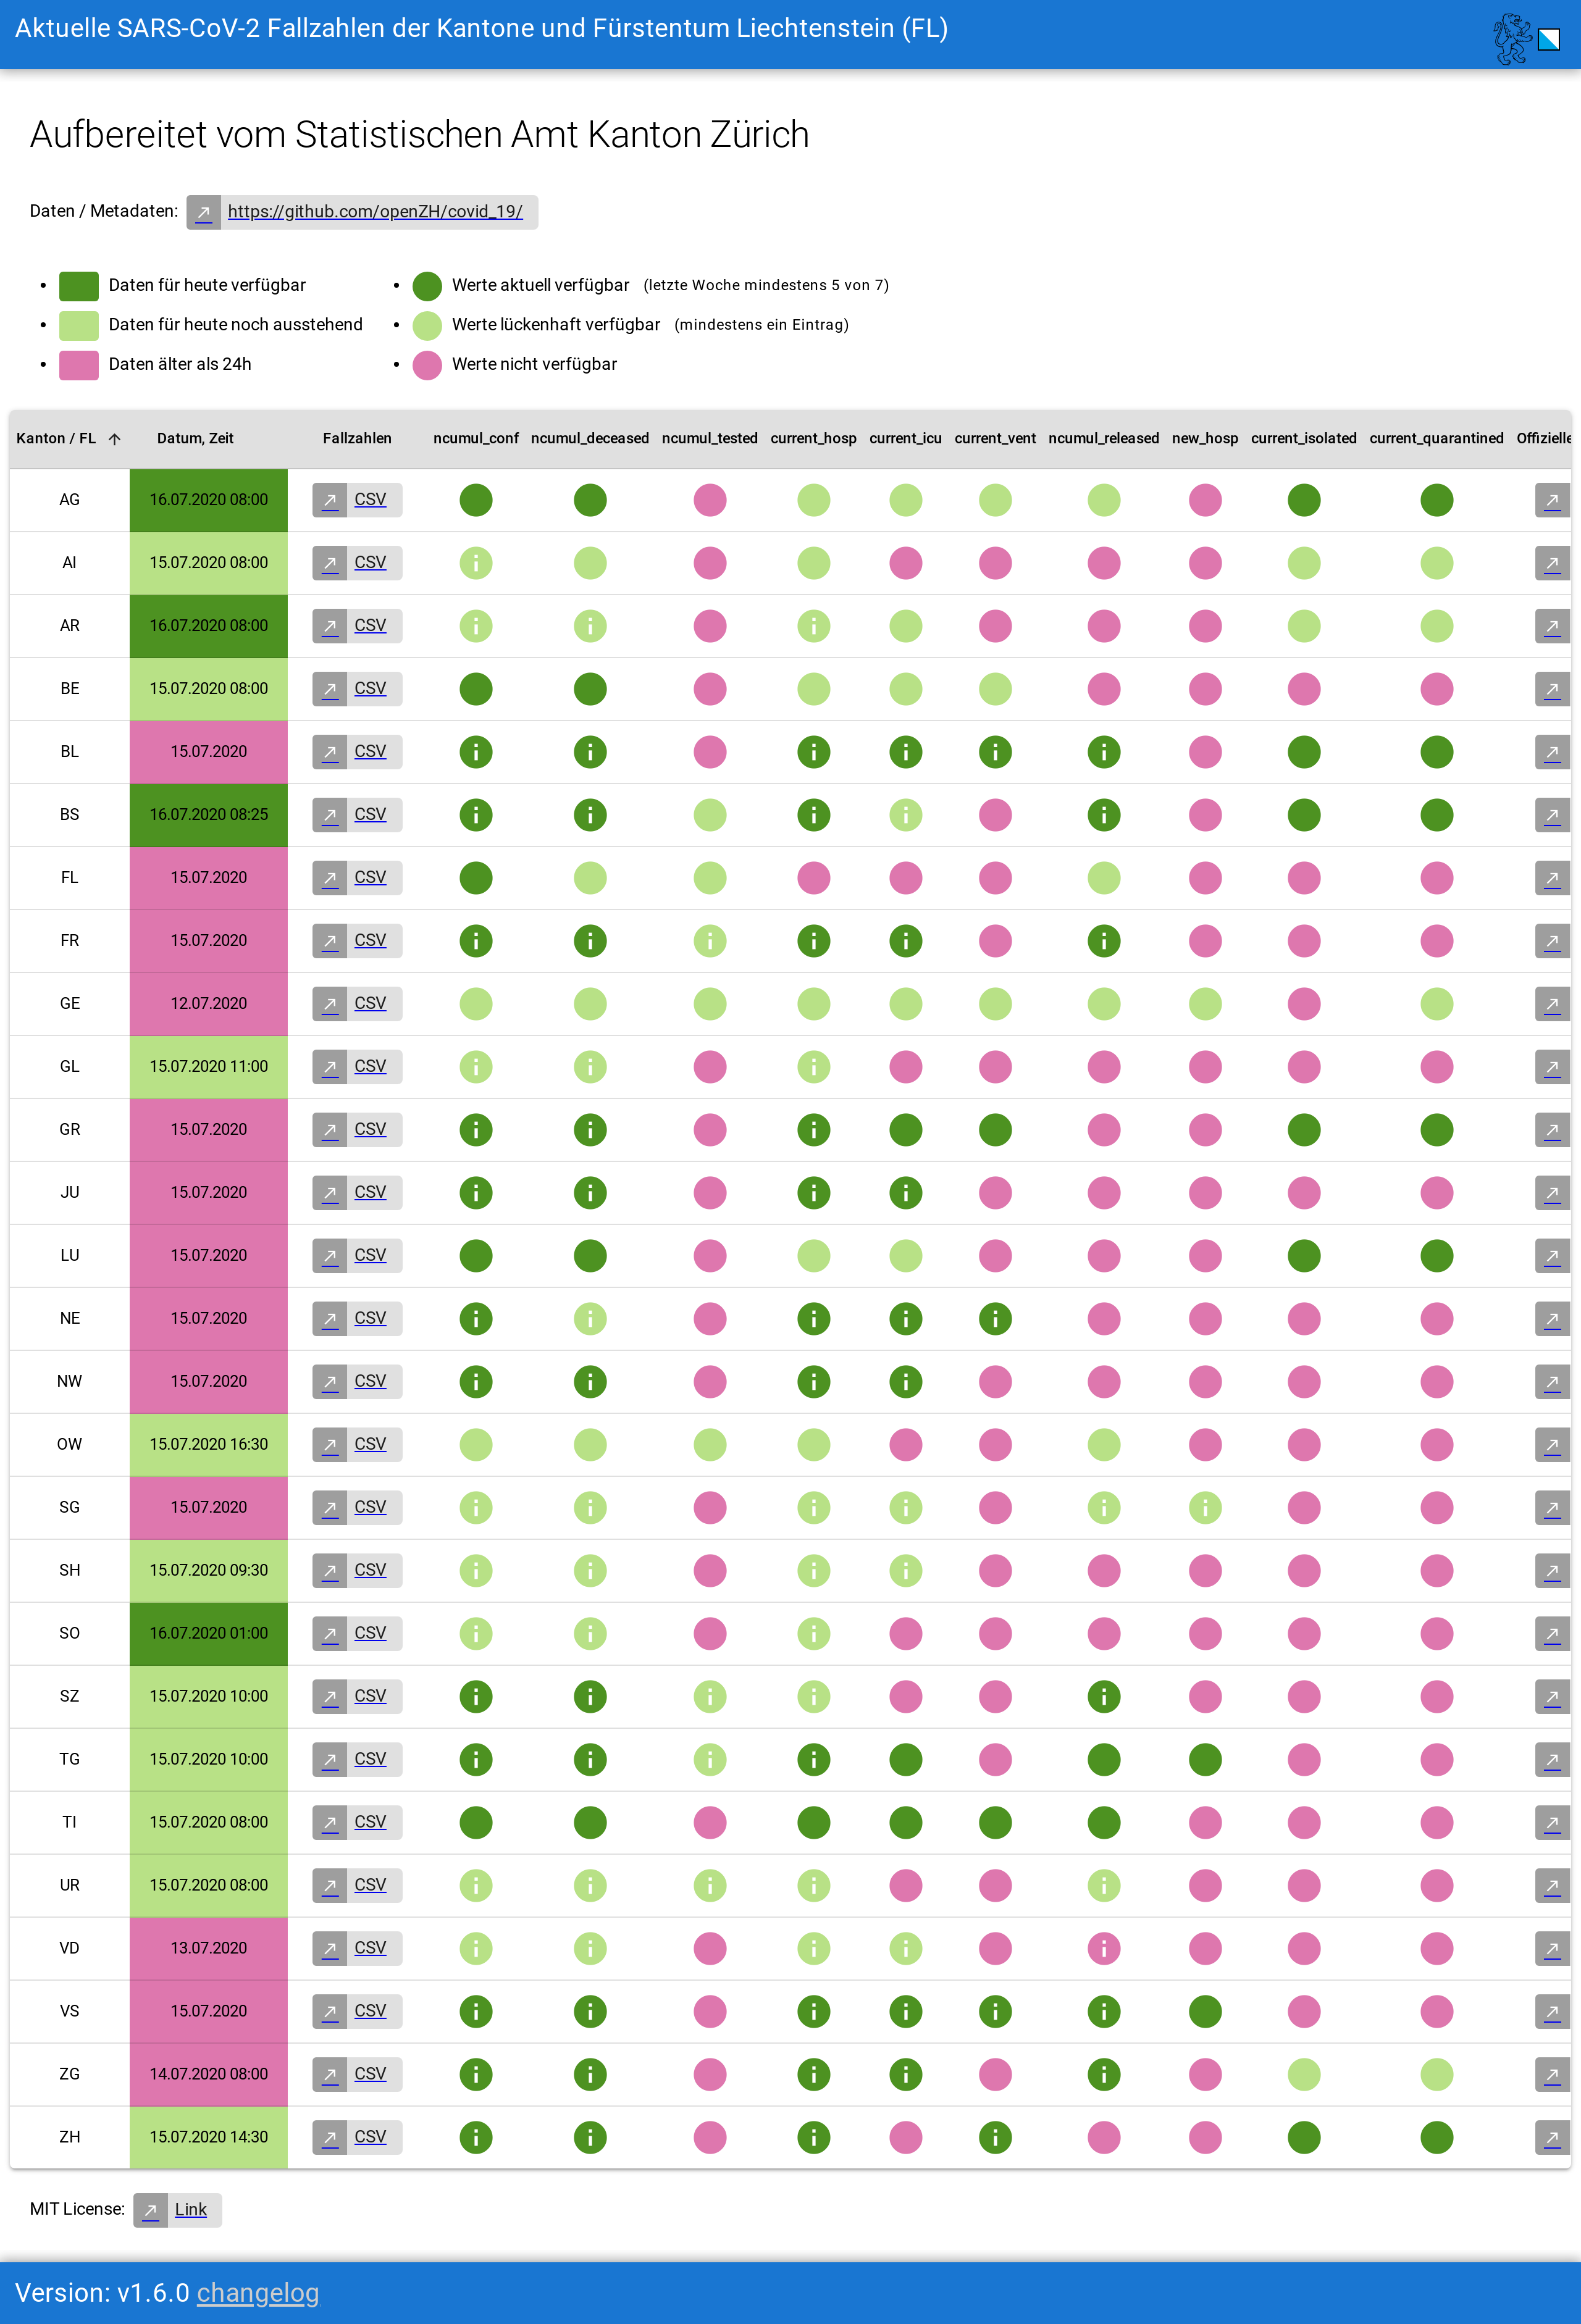 Aktuelle SARS-CoV-2 Fallzahlen der Kantone und Fürstentum Liechtenstein (FL)
Aufbereitet vom Statistischen Amt Kanton Zürich
Daten / Metadaten: https://github.com/openZH/covid_19/
Daten für heute verfügbar
Daten für heute noch ausstehend
Daten älter als 24h
Werte aktuell verfügbar (letzte Woche mindestens 5 von 7)
Werte lückenhaft verfügbar (mindestens ein Eintrag)
Werte nicht verfügbar
Kanton / FL Datum, Zeit Fallzahlen ncumul_conf ncumul_deceased ncumul_tested current_hosp current_icu current_vent ncumul_released new_hosp current_isolated current_quarantined Offizielle
AG 16.07.2020 08:00 CSV
AI 15.07.2020 08:00 CSV
AR 16.07.2020 08:00 CSV
BE 15.07.2020 08:00 CSV
BL 15.07.2020 CSV
BS 16.07.2020 08:25 CSV
FL 15.07.2020 CSV
FR 15.07.2020 CSV
GE 12.07.2020 CSV
GL 15.07.2020 11:00 CSV
GR 15.07.2020 CSV
JU 15.07.2020 CSV
LU 15.07.2020 CSV
NE 15.07.2020 CSV
NW 15.07.2020 CSV
OW 15.07.2020 16:30 CSV
SG 15.07.2020 CSV
SH 15.07.2020 09:30 CSV
SO 16.07.2020 01:00 CSV
SZ 15.07.2020 10:00 CSV
TG 15.07.2020 10:00 CSV
TI 15.07.2020 08:00 CSV
UR 15.07.2020 08:00 CSV
VD 13.07.2020 CSV
VS 15.07.2020 CSV
ZG 14.07.2020 08:00 CSV
ZH 15.07.2020 14:30 CSV
MIT License: Link
Version: v1.6.0 changelog